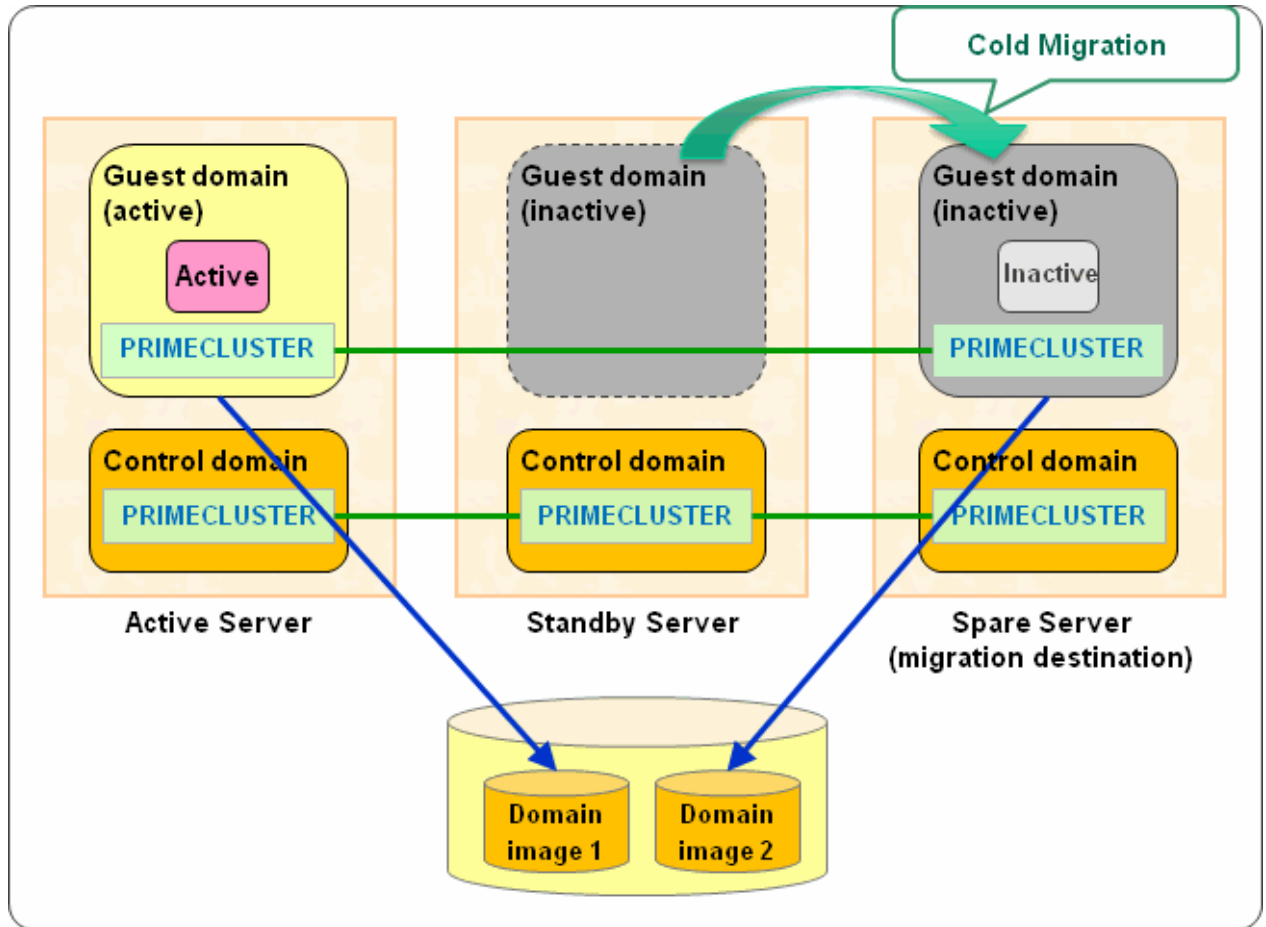 Cold Migration
Guest domain
(active)
Active
PRIMECLUSTER
Control domain
PRIMECLUSTER
Active Server
Guest domain
(inactive)
Control domain
PRIMECLUSTER
Standby Server
Guest domain
(inactive)
Inactive
PRIMECLUSTER
Control domain
PRIMECLUSTER
Spare Server
(migration destination)
Domain
image 1
Domain
image 2